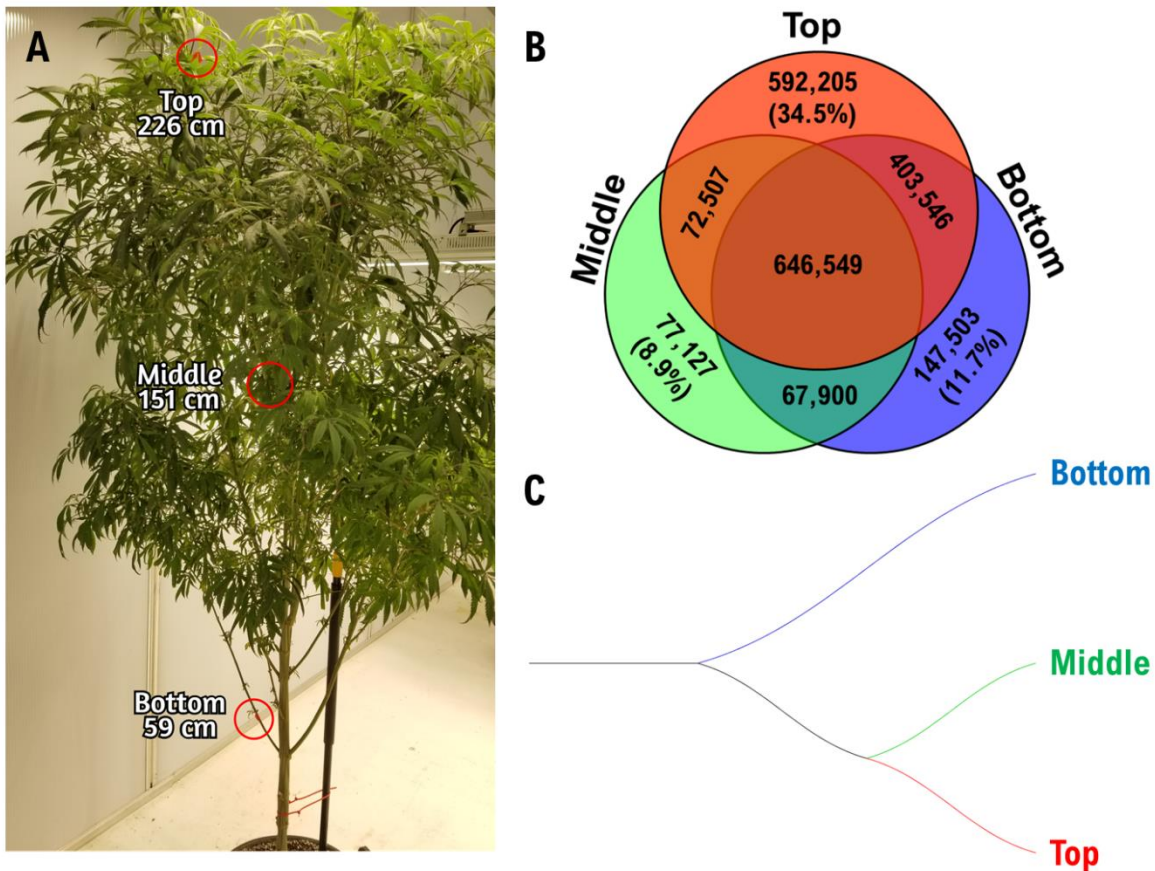 A
Top
226 cm
Middle
151 cm
Bottom
59 cm
B
Top
592,205
(34.5%)
Middle
72,507
403,546
Bottom
646,549
77,127
(8.9%)
67,900
147,503
(11.7%)
C
Bottom
Middle
Top